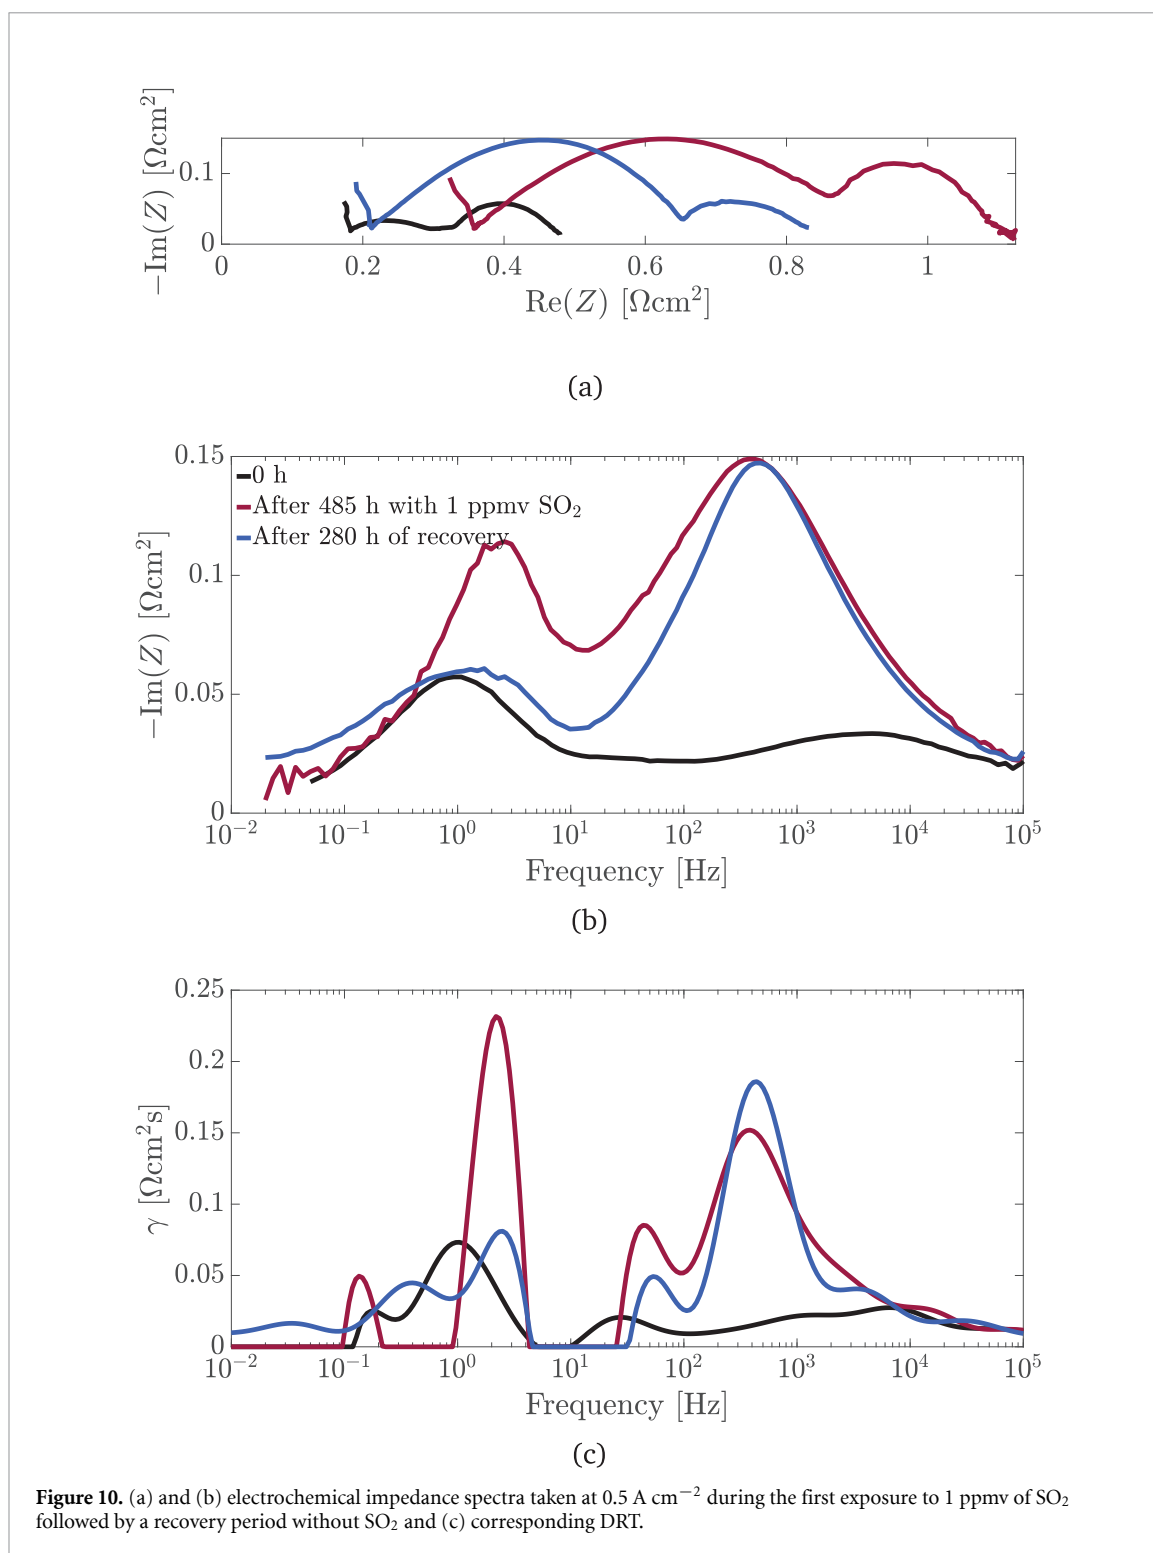 0.1
0
−Im(Z) [Ωcm²]
0 0.2 0.4 0.6 0.8 1
Re(Z) [Ωcm²]
(a)
0.15
0.1
0.05
0
−Im(Z) [Ωcm²]
0 h
After 485 h with 1 ppmv SO₂
After 280 h of recovery
10⁻² 10⁻¹ 10⁰ 10¹ 10² 10³ 10⁴ 10⁵
Frequency [Hz]
(b)
0.25
0.2
0.15
0.1
0.05
0
γ [Ωcm²s]
10⁻² 10⁻¹ 10⁰ 10¹ 10² 10³ 10⁴ 10⁵
Frequency [Hz]
(c)
Figure 10. (a) and (b) electrochemical impedance spectra taken at 0.5 A cm⁻² during the first exposure to 1 ppmv of SO₂
followed by a recovery period without SO₂ and (c) corresponding DRT.